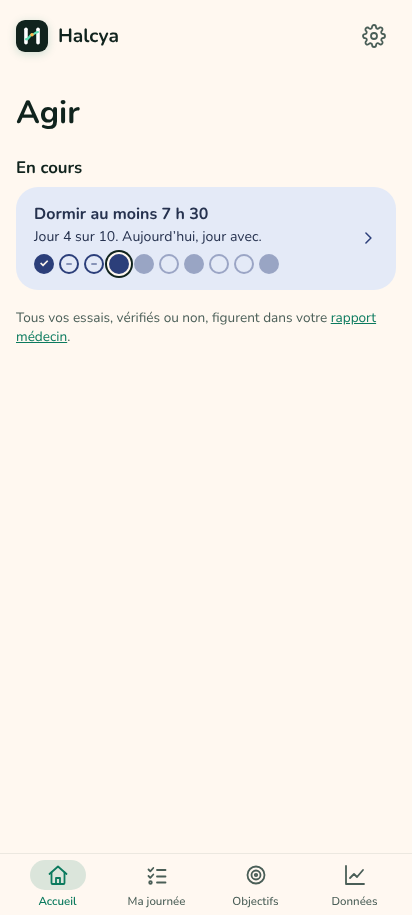 Halcya
Agir
En cours
Dormir au moins 7 h 30
Jour 4 sur 10. Aujourd’hui, jour avec.
Tous vos essais, vérifiés ou non, figurent dans votre rapport
médecin.
Accueil
Ma journée
Objectifs
Données